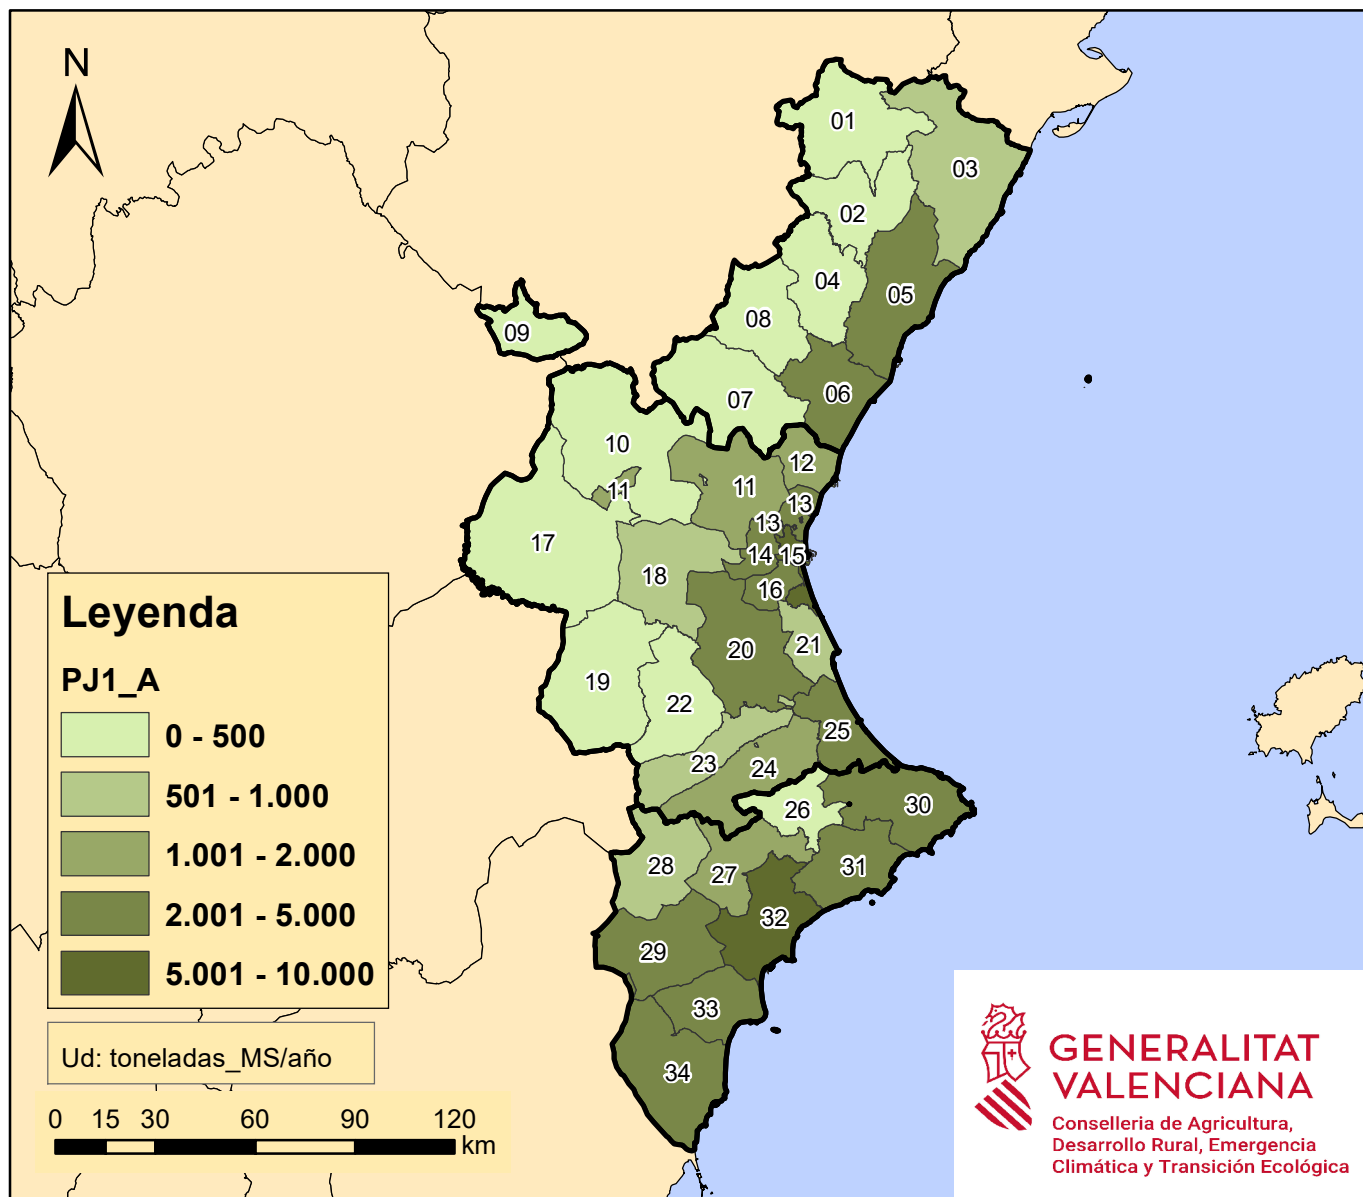 N
01
03
02
04
05
08
09
06
07
10
12
11
11
13
13
17
14
15
18
16
20
21
19
22
25
23
24
26
30
28
27
31
32
29
33
34
Leyenda
PJ1_A
0 - 500
501 - 1.000
1.001 - 2.000
2.001 - 5.000
5.001 - 10.000
Ud: toneladas_MS/año
0 15 30 60 90 120
km
GENERALITAT
VALENCIANA
Conselleria de Agricultura,
Desarrollo Rural, Emergencia
Climática y Transición Ecológica